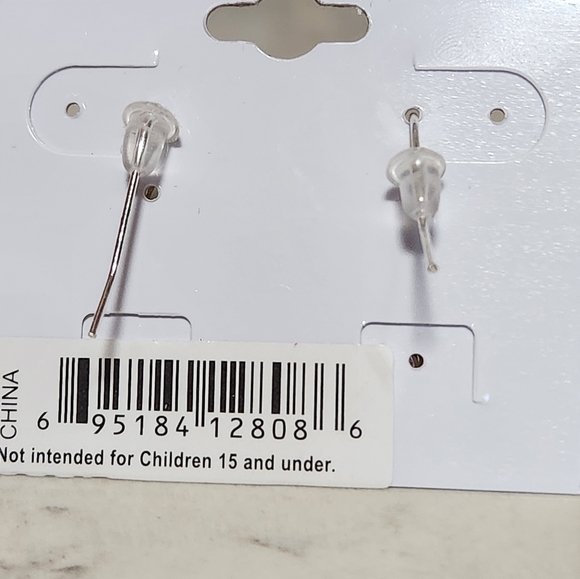 CHINA
6 95184 12808 6
Not intended for Children 15 and under.